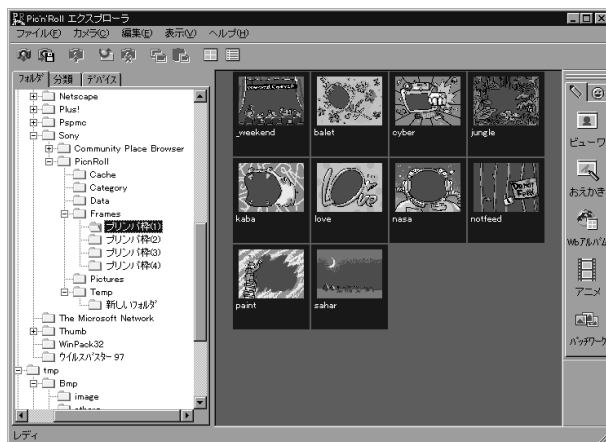 Pic'n'Roll エクスプローラ
ファイル(F) カメラ(C) 編集(E) 表示(V) ヘルプ(H)
フォルダ 分類 デバイス
Netscape
Plus!
Pspmc
Sony
Community Place Browser
PicnRoll
Cache
Category
Data
Frames
プリンパ枠(1)
プリンパ枠(2)
プリンパ枠(3)
プリンパ枠(4)
Pictures
Temp
新しいフォルダ
The Microsoft Network
Thumb
WinPack32
ウイルスバスター97
tmp
Bmp
image
others
_weekend balet cyber jungle
kaba love nasa notfeed
paint sahar
Love
Do not Feed
ビューワ
おえかき
Webアルバム
アニメ
パッチワーク
レディ